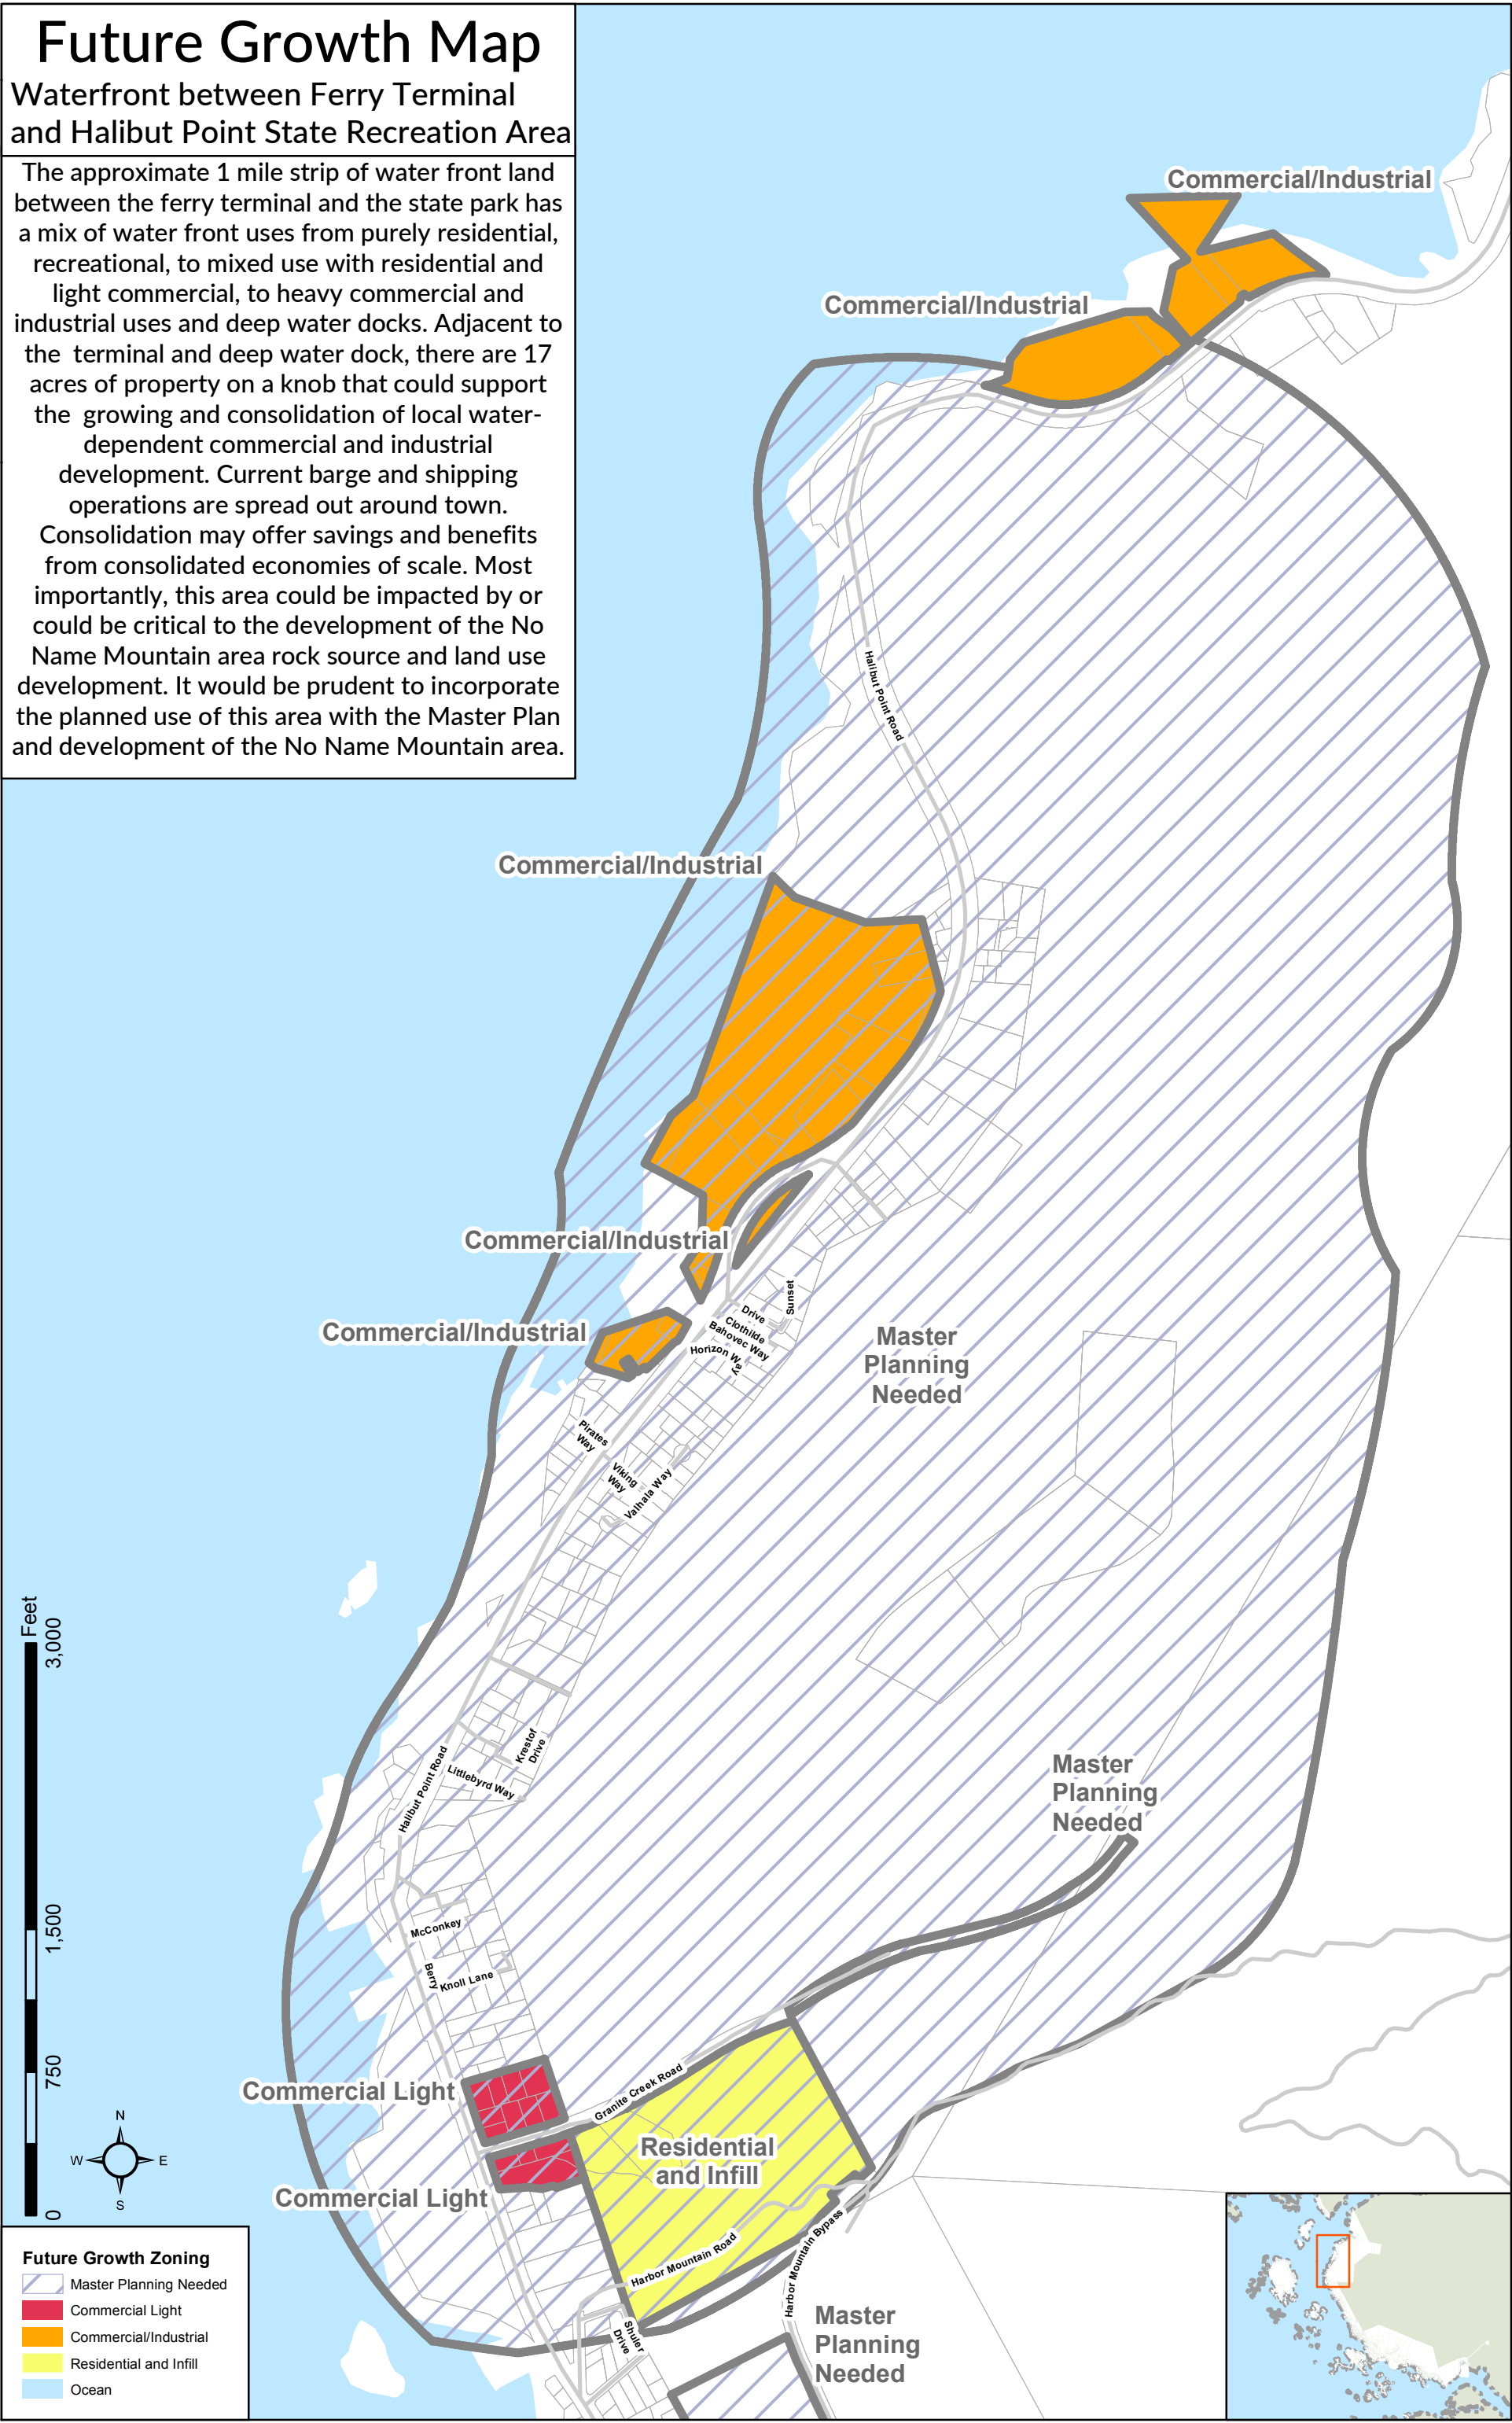 Future Growth Map
Waterfront between Ferry Terminal
and Halibut Point State Recreation Area
The approximate 1 mile strip of water front land
between the ferry terminal and the state park has
a mix of water front uses from purely residential,
recreational, to mixed use with residential and
light commercial, to heavy commercial and
industrial uses and deep water docks. Adjacent to
the terminal and deep water dock, there are 17
acres of property on a knob that could support
the growing and consolidation of local water-
dependent commercial and industrial
development. Current barge and shipping
operations are spread out around town.
Consolidation may offer savings and benefits
from consolidated economies of scale. Most
importantly, this area could be impacted by or
could be critical to the development of the No
Name Mountain area rock source and land use
development. It would be prudent to incorporate
the planned use of this area with the Master Plan
and development of the No Name Mountain area.
Commercial/Industrial
Commercial/Industrial
Halibut Point Road
Commercial/Industrial
Commercial/Industrial
Commercial/Industrial
Sunset
Drive
Clothilde
Bahovec Way
Horizon Way
Master
Planning
Needed
Pirates
Way
Viking
Way
Valhala Way
Krestof
Drive
Littlebyrd Way
Halibut Point Road
Master
Planning
Needed
McConkey
Berry
Knoll Lane
Commercial Light
Granite Creek Road
Residential
and Infill
Commercial Light
Harbor Mountain Road
Harbor Mountain Bypass
Shuler
Drive
Master
Planning
Needed
Feet
3,000
1,500
750
0
N
W
E
S
Future Growth Zoning
Master Planning Needed
Commercial Light
Commercial/Industrial
Residential and Infill
Ocean